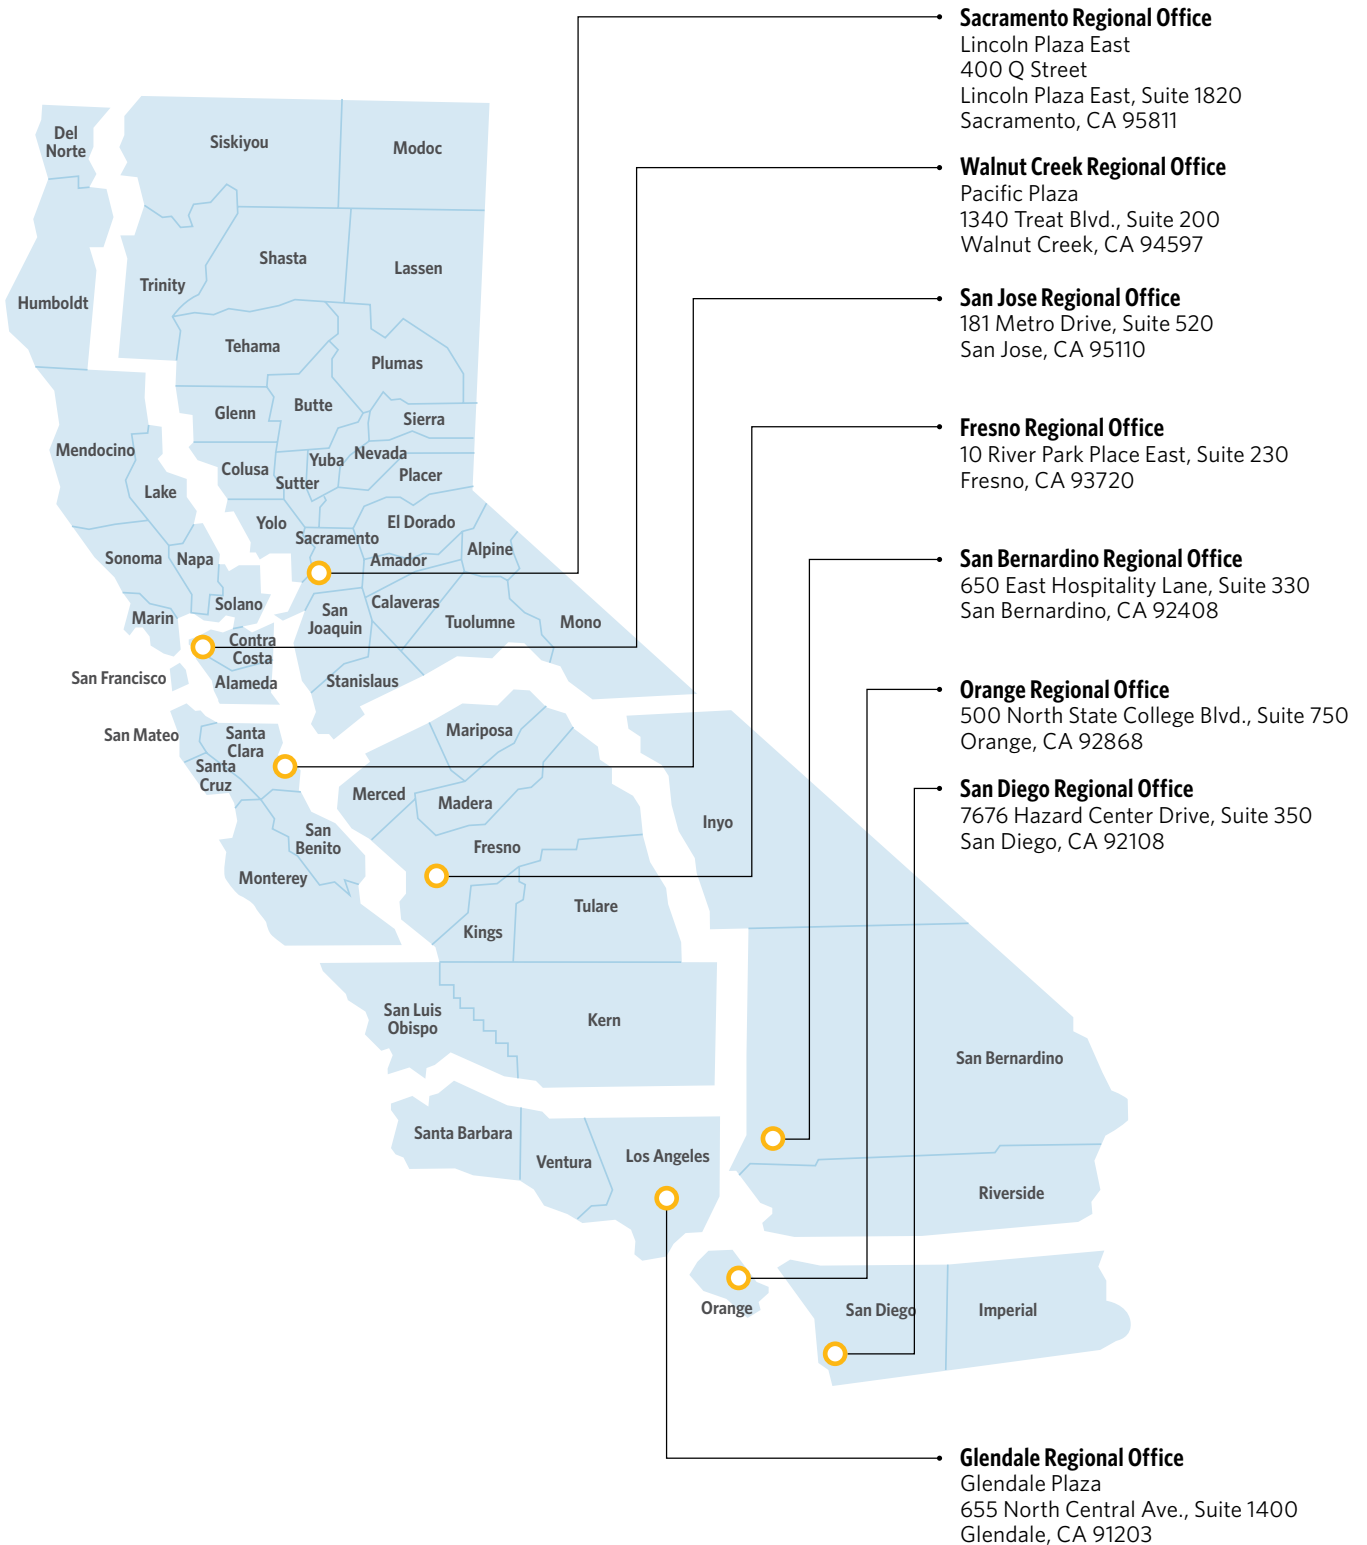 Sacramento Regional Office
Lincoln Plaza East
400 Q Street
Lincoln Plaza East, Suite 1820
Sacramento, CA 95811
Walnut Creek Regional Office
Pacific Plaza
1340 Treat Blvd., Suite 200
Walnut Creek, CA 94597
San Jose Regional Office
181 Metro Drive, Suite 520
San Jose, CA 95110
Fresno Regional Office
10 River Park Place East, Suite 230
Fresno, CA 93720
San Bernardino Regional Office
650 East Hospitality Lane, Suite 330
San Bernardino, CA 92408
Orange Regional Office
500 North State College Blvd., Suite 750
Orange, CA 92868
San Diego Regional Office
7676 Hazard Center Drive, Suite 350
San Diego, CA 92108
Glendale Regional Office
Glendale Plaza
655 North Central Ave., Suite 1400
Glendale, CA 91203
Del
Norte
Siskiyou
Modoc
Shasta
Lassen
Trinity
Humboldt
Tehama
Plumas
Glenn
Butte
Sierra
Mendocino
Colusa
Yuba
Nevada
Sutter
Placer
Lake
Yolo
El Dorado
Sacramento
Sonoma
Napa
Amador
Alpine
Marin
Solano
San
Joaquin
Calaveras
Tuolumne
Mono
Contra
Costa
San Francisco
Alameda
Stanislaus
San Mateo
Santa
Clara
Mariposa
Santa
Cruz
Merced
Madera
Inyo
San
Benito
Fresno
Monterey
Tulare
Kings
San Luis
Obispo
Kern
San Bernardino
Santa Barbara
Ventura
Los Angeles
Riverside
Orange
San Diego
Imperial